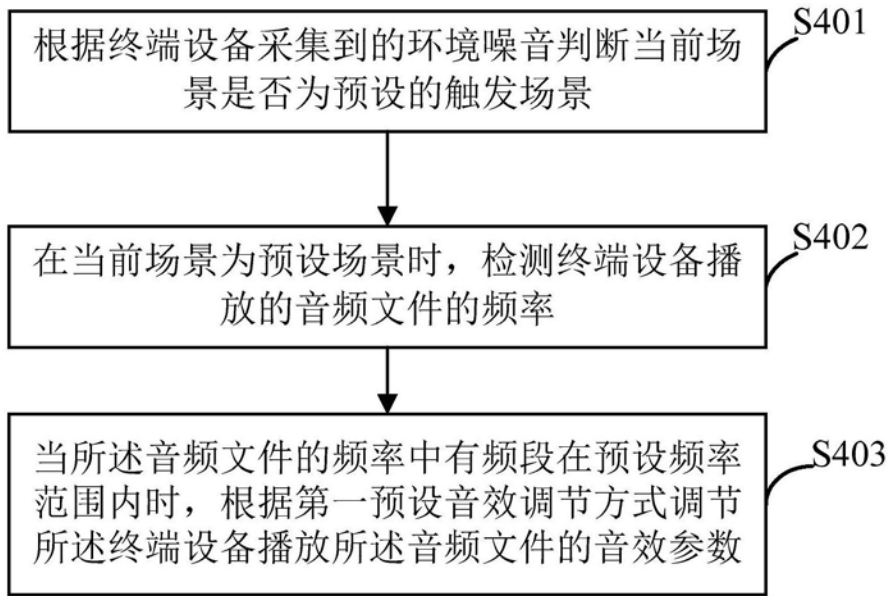 根据终端设备采集到的环境噪音判断当前场
景是否为预设的触发场景
S401
在当前场景为预设场景时，检测终端设备播
放的音频文件的频率
S402
当所述音频文件的频率中有频段在预设频率
范围内时，根据第一预设音效调节方式调节
所述终端设备播放所述音频文件的音效参数
S403